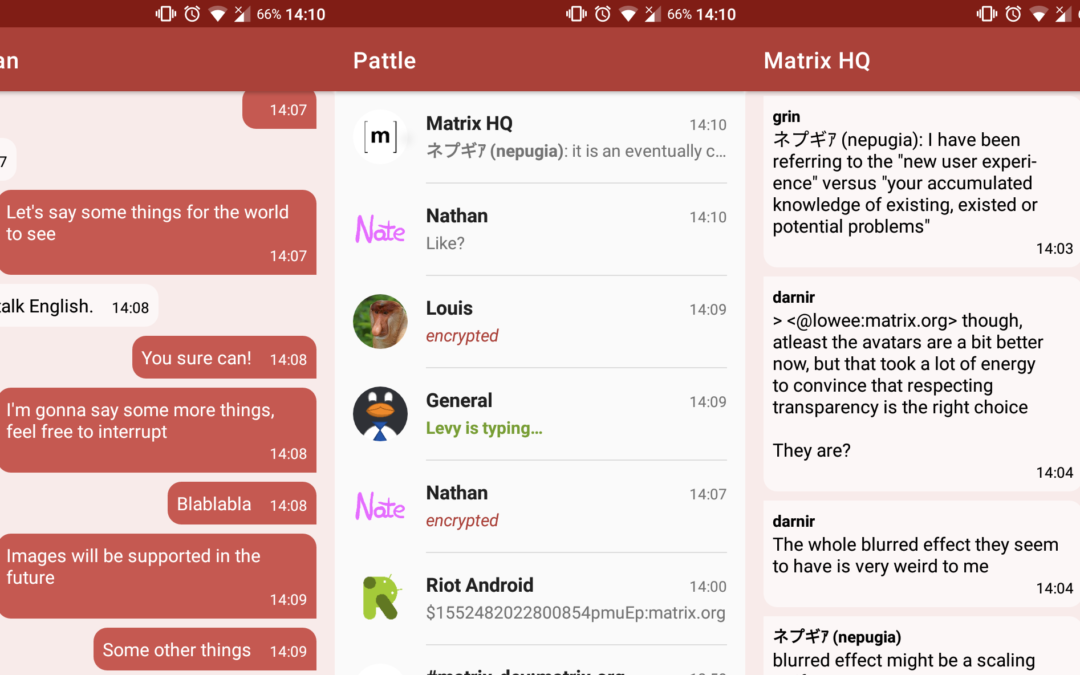 66% 14:10
an
14:07
7
Let's say some things for the world
to see
14:07
talk English. 14:08
You sure can! 14:08
I'm gonna say some more things,
feel free to interrupt
14:08
Blablabla 14:08
Images will be supported in the
future
14:09
Some other things 14:09
66% 14:10
Pattle
[m]
Matrix HQ 14:10
ネプギｱ (nepugia): it is an eventually c...
Nate
Nathan 14:10
Like?
Louis 14:09
encrypted
General 14:09
Levy is typing...
Nate
Nathan 14:07
encrypted
Riot Android 14:00
$1552482022800854pmuEp:matrix.org
Matrix HQ
grin
ネプギｱ (nepugia): I have been
referring to the "new user experi-
ence" versus "your accumulated
knowledge of existing, existed or
potential problems"
14:03
darnir
> <@lowee:matrix.org> though,
atleast the avatars are a bit better
now, but that took a lot of energy
to convince that respecting
transparency is the right choice
They are?
14:04
darnir
The whole blurred effect they seem
to have is very weird to me
14:04
ネプギｱ (nepugia)
blurred effect might be a scaling